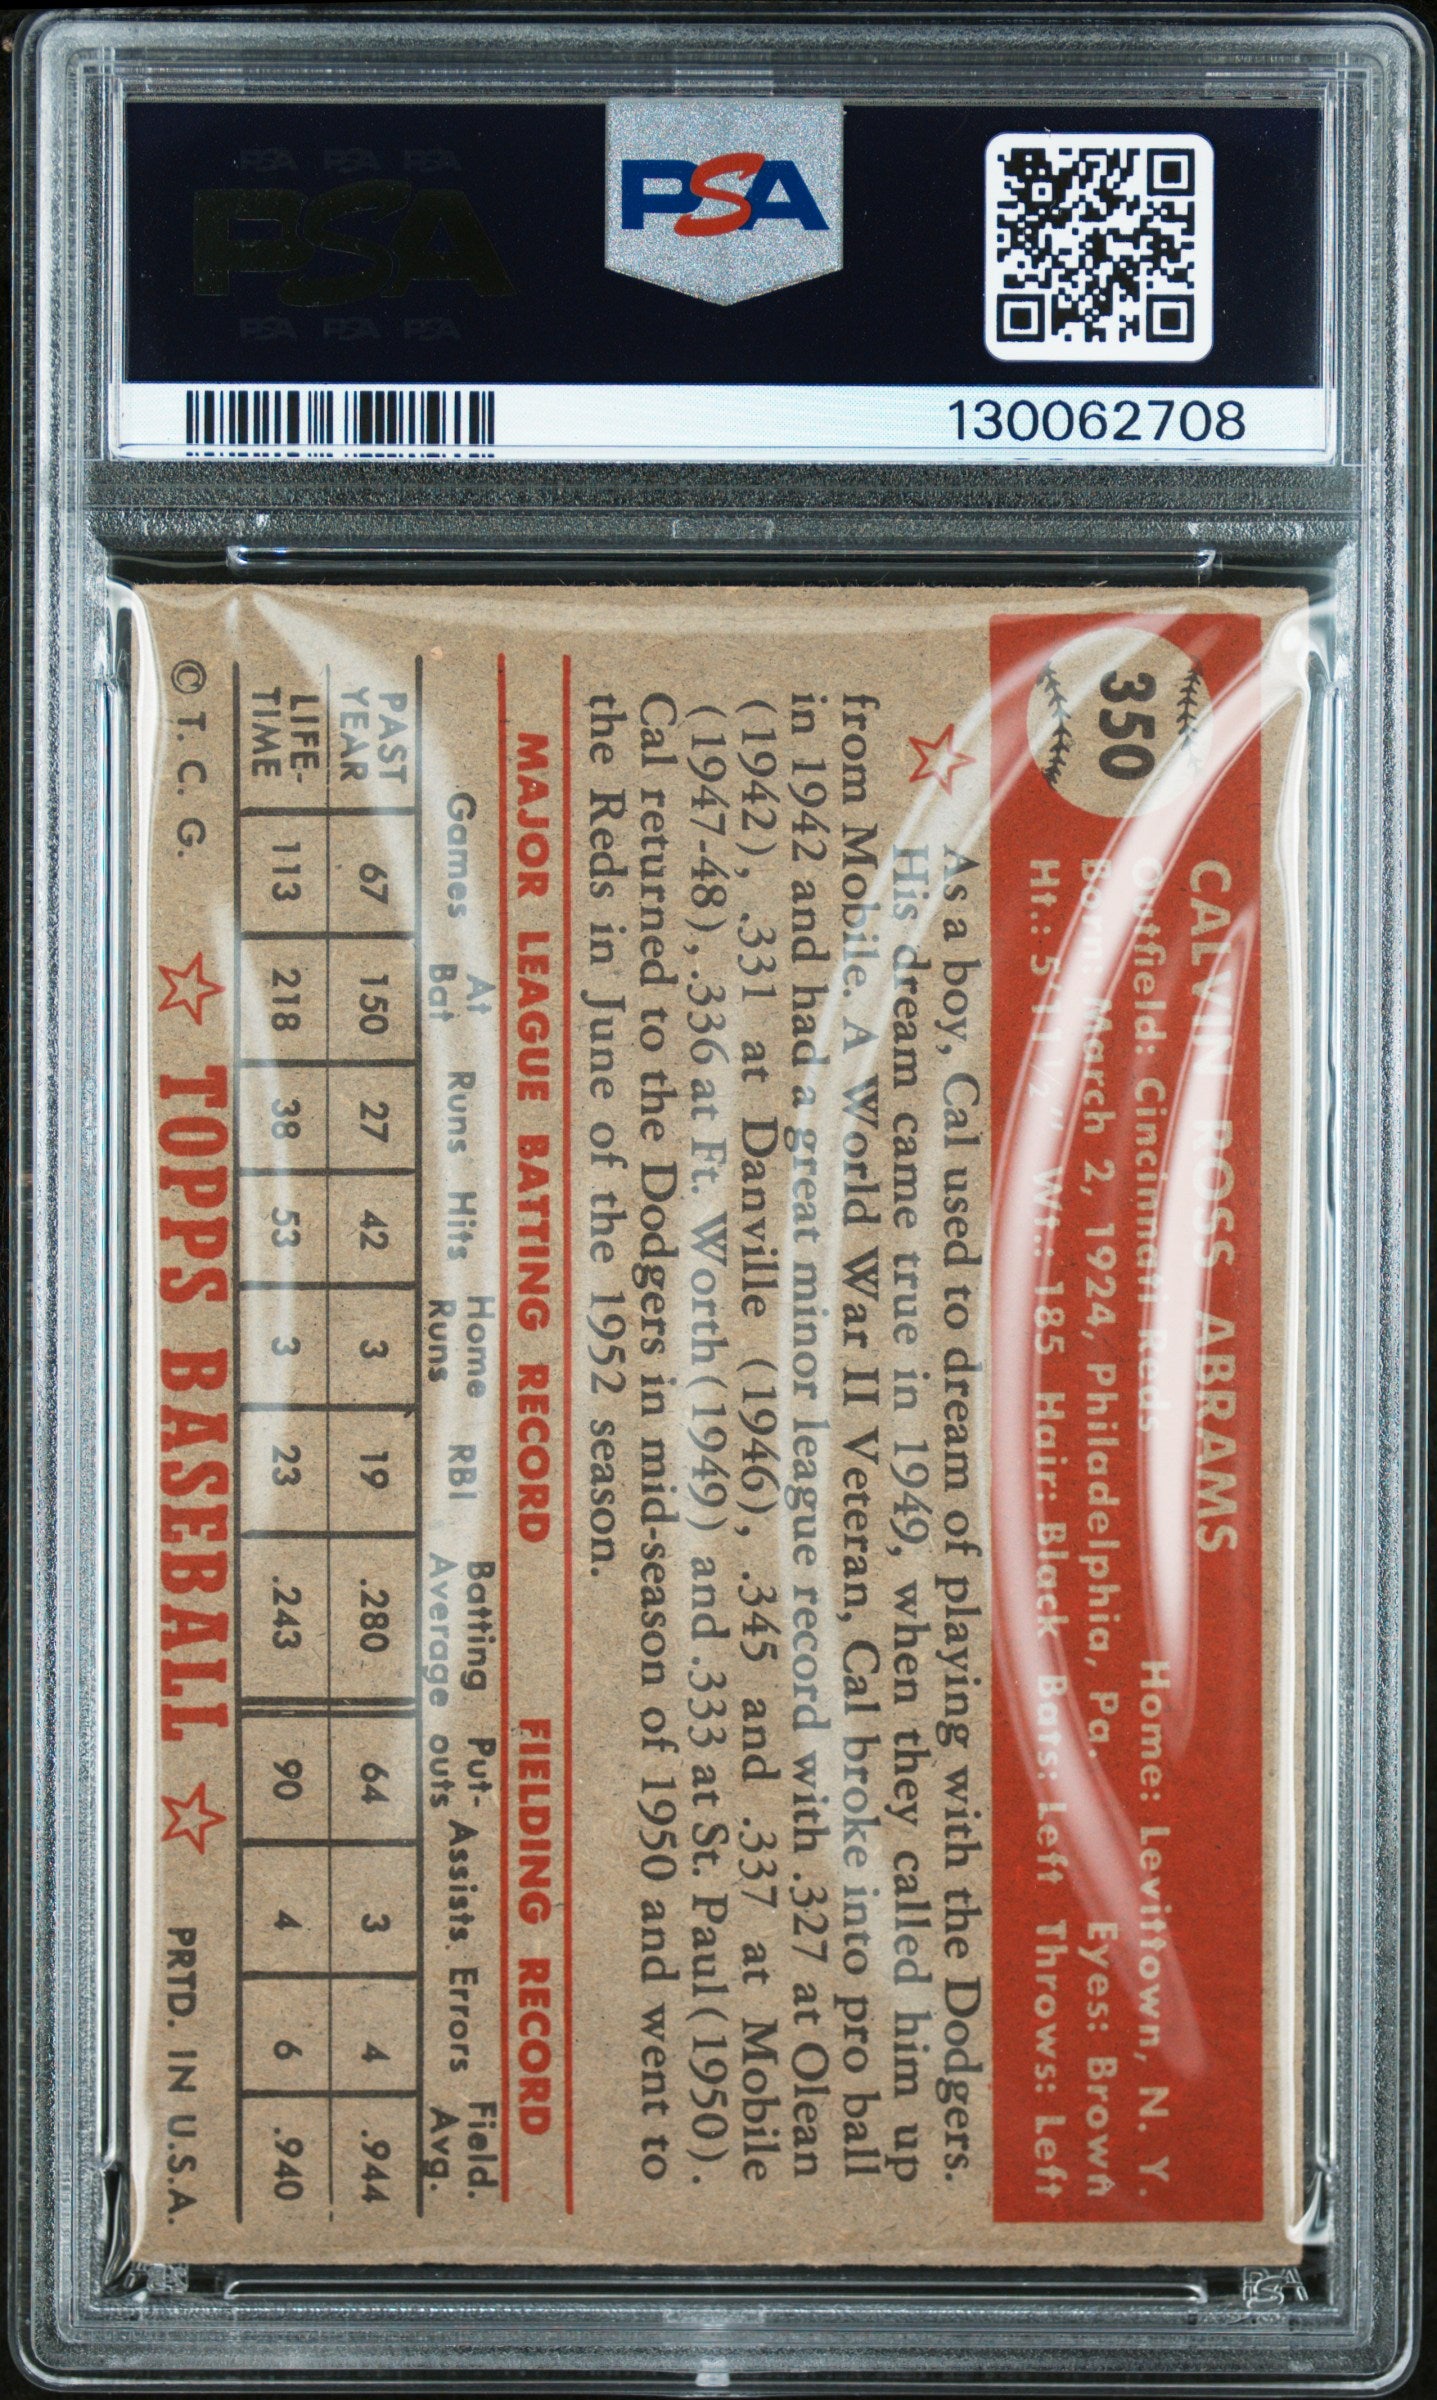 PSA PSA PSA
PSA
PSA PSA PSA
PSA
130062708
350
CALVIN ROSS ABRAMS
Outfield: Cincinnati Reds Home: Levittown, N. Y.
Born: March 2, 1924, Philadelphia, Pa. Eyes: Brown
Ht.: 5'11½" Wt.: 185 Hair: Black Bats: Left Throws: Left
As a boy, Cal used to dream of playing with the Dodgers.
His dream came true in 1949, when they called him up
from Mobile. A World War II Veteran, Cal broke into pro ball
in 1942 and had a great minor league record with .327 at Olean
(1942), .331 at Danville (1946), .345 and .337 at Mobile
(1947-48), .336 at Ft. Worth (1949) and .333 at St. Paul (1950).
Cal returned to the Dodgers in mid-season of 1950 and went to
the Reds in June of the 1952 season.
MAJOR LEAGUE BATTING RECORD FIELDING RECORD
Games At Bat Runs Hits Home Runs RBI Batting Average Put-outs Assists Errors Field. Avg.
PAST YEAR 67 150 27 42 3 19 .280 64 3 4 .944
LIFE-TIME 113 218 38 53 3 23 .243 90 4 6 .940
© T. C. G. TOPPS BASEBALL PRTD. IN U.S.A.
PSA